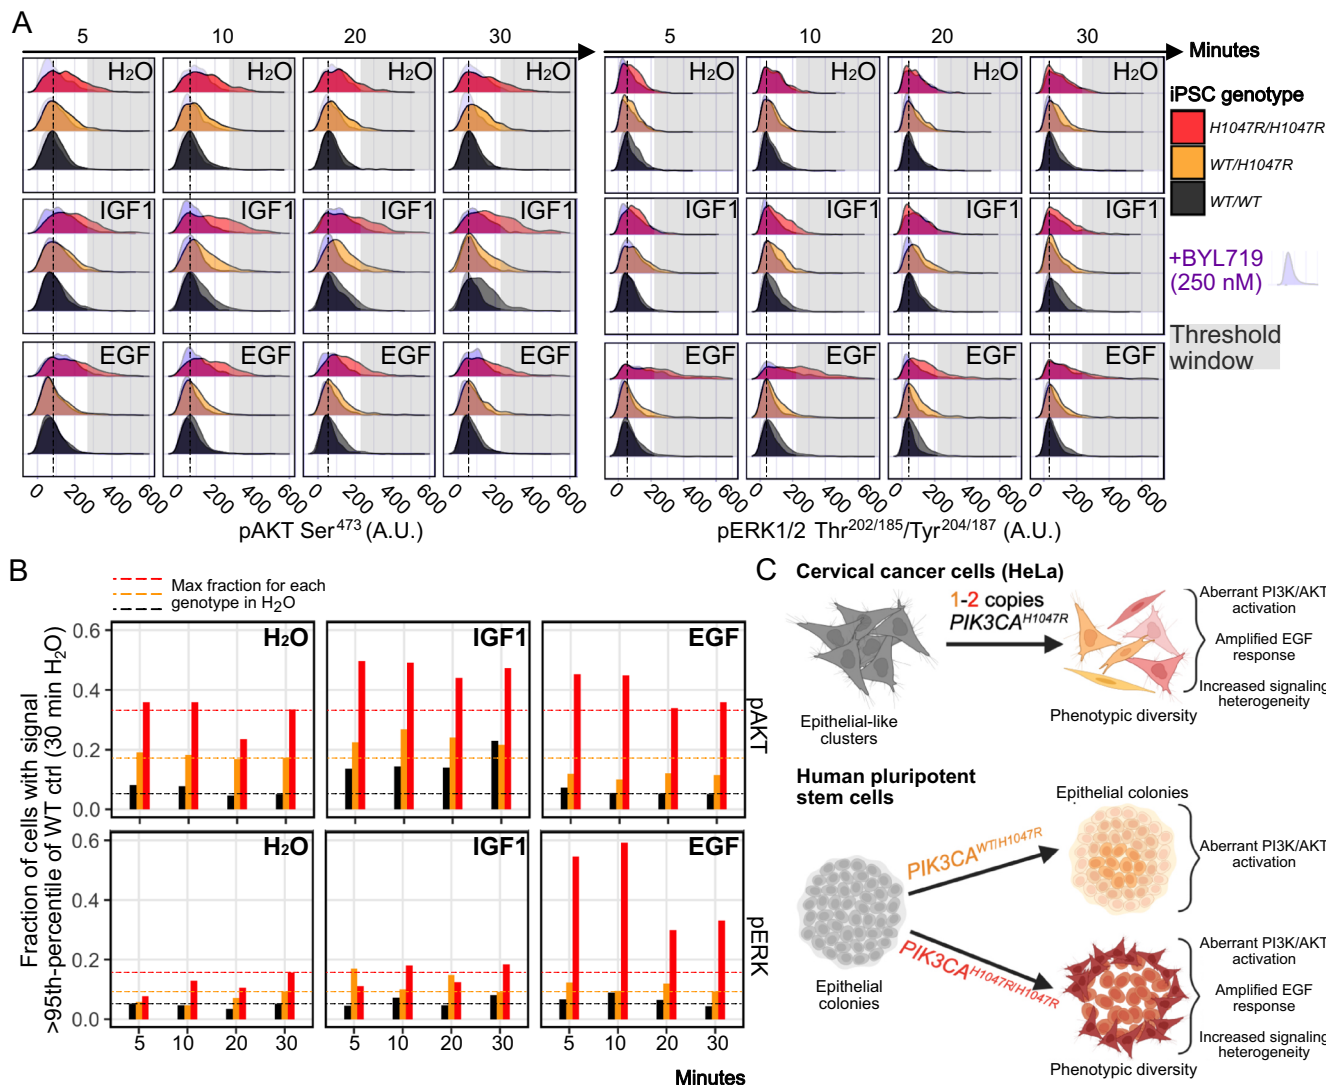 A
5 10 20 30 5 10 20 30
Minutes
H2O H2O H2O H2O H2O H2O H2O H2O
IGF1 IGF1 IGF1 IGF1 IGF1 IGF1 IGF1 IGF1
EGF EGF EGF EGF EGF EGF EGF EGF
0 200 400 600 0 200 400 600 0 200 400 600 0 200 400 600 0 200 400 600 0 200 400 600 0 200 400 600 0 200 400 600
pAKT Ser473 (A.U.)
pERK1/2 Thr202/185/Tyr204/187 (A.U.)
iPSC genotype
H1047R/H1047R
WT/H1047R
WT/WT
+BYL719
(250 nM)
Threshold
window
B
Max fraction for each
genotype in H2O
Fraction of cells with signal
>95th-percentile of WT ctrl (30 min H2O)
0.6
0.4
0.2
0.0
H2O IGF1 EGF
pAKT
0.6
0.4
0.2
0.0
H2O IGF1 EGF
pERK
5 10 20 30 5 10 20 30 5 10 20 30
Minutes
C
Cervical cancer cells (HeLa)
1-2 copies
PIK3CAH1047R
Epithelial-like
clusters
Phenotypic diversity
Aberrant PI3K/AKT
activation
Amplified EGF
response
Increased signaling
heterogeneity
Human pluripotent
stem cells
Epithelial
colonies
PIK3CAWT/H1047R
PIK3CAH1047R/H1047R
Epithelial colonies
Aberrant PI3K/AKT
activation
Aberrant PI3K/AKT
activation
Amplified EGF
response
Increased signaling
heterogeneity
Phenotypic diversity